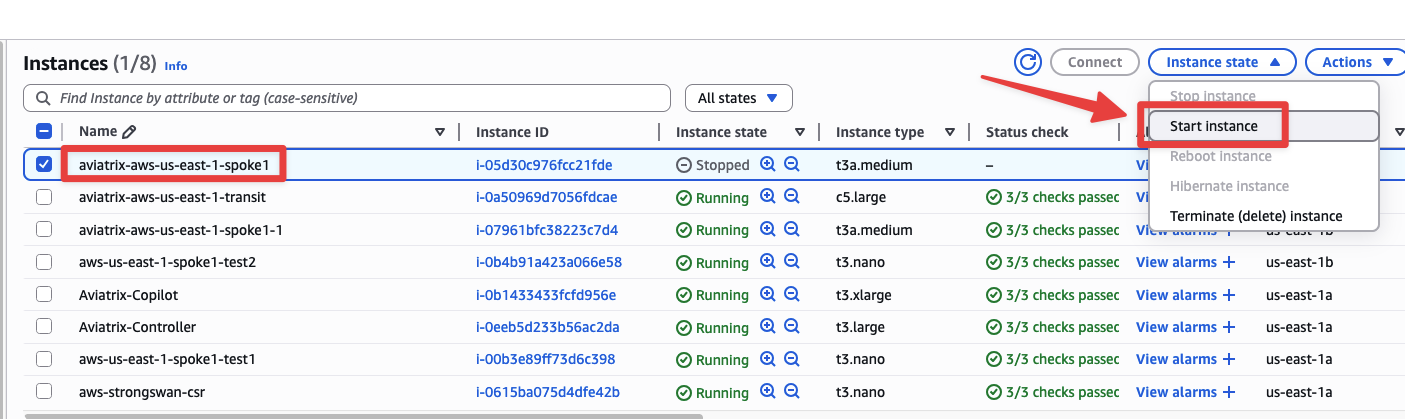 Instances (1/8) Info Connect Instance state Actions
Find Instance by attribute or tag (case-sensitive) All states Stop instance
Start instance
Name Instance ID Instance state Instance type Status check
aviatrix-aws-us-east-1-spoke1 i-05d30c976fcc21fde Stopped t3a.medium – Reboot instance
aviatrix-aws-us-east-1-transit i-0a50969d7056fdcae Running c5.large 3/3 checks passec Hibernate instance
Terminate (delete) instance
aviatrix-aws-us-east-1-spoke1-1 i-07961bfc38223c7d4 Running t3a.medium 3/3 checks passec View alarms us-east-1b
aws-us-east-1-spoke1-test2 i-0b4b91a423a066e58 Running t3.nano 3/3 checks passec View alarms us-east-1b
Aviatrix-Copilot i-0b1433433fcfd956e Running t3.xlarge 3/3 checks passec View alarms us-east-1a
Aviatrix-Controller i-0eeb5d233b56ac2da Running t3.large 3/3 checks passec View alarms us-east-1a
aws-us-east-1-spoke1-test1 i-00b3e89ff73d6c398 Running t3.nano 3/3 checks passec View alarms us-east-1a
aws-strongswan-csr i-0615ba075d4dfe42b Running t3.nano 3/3 checks passec View alarms us-east-1a